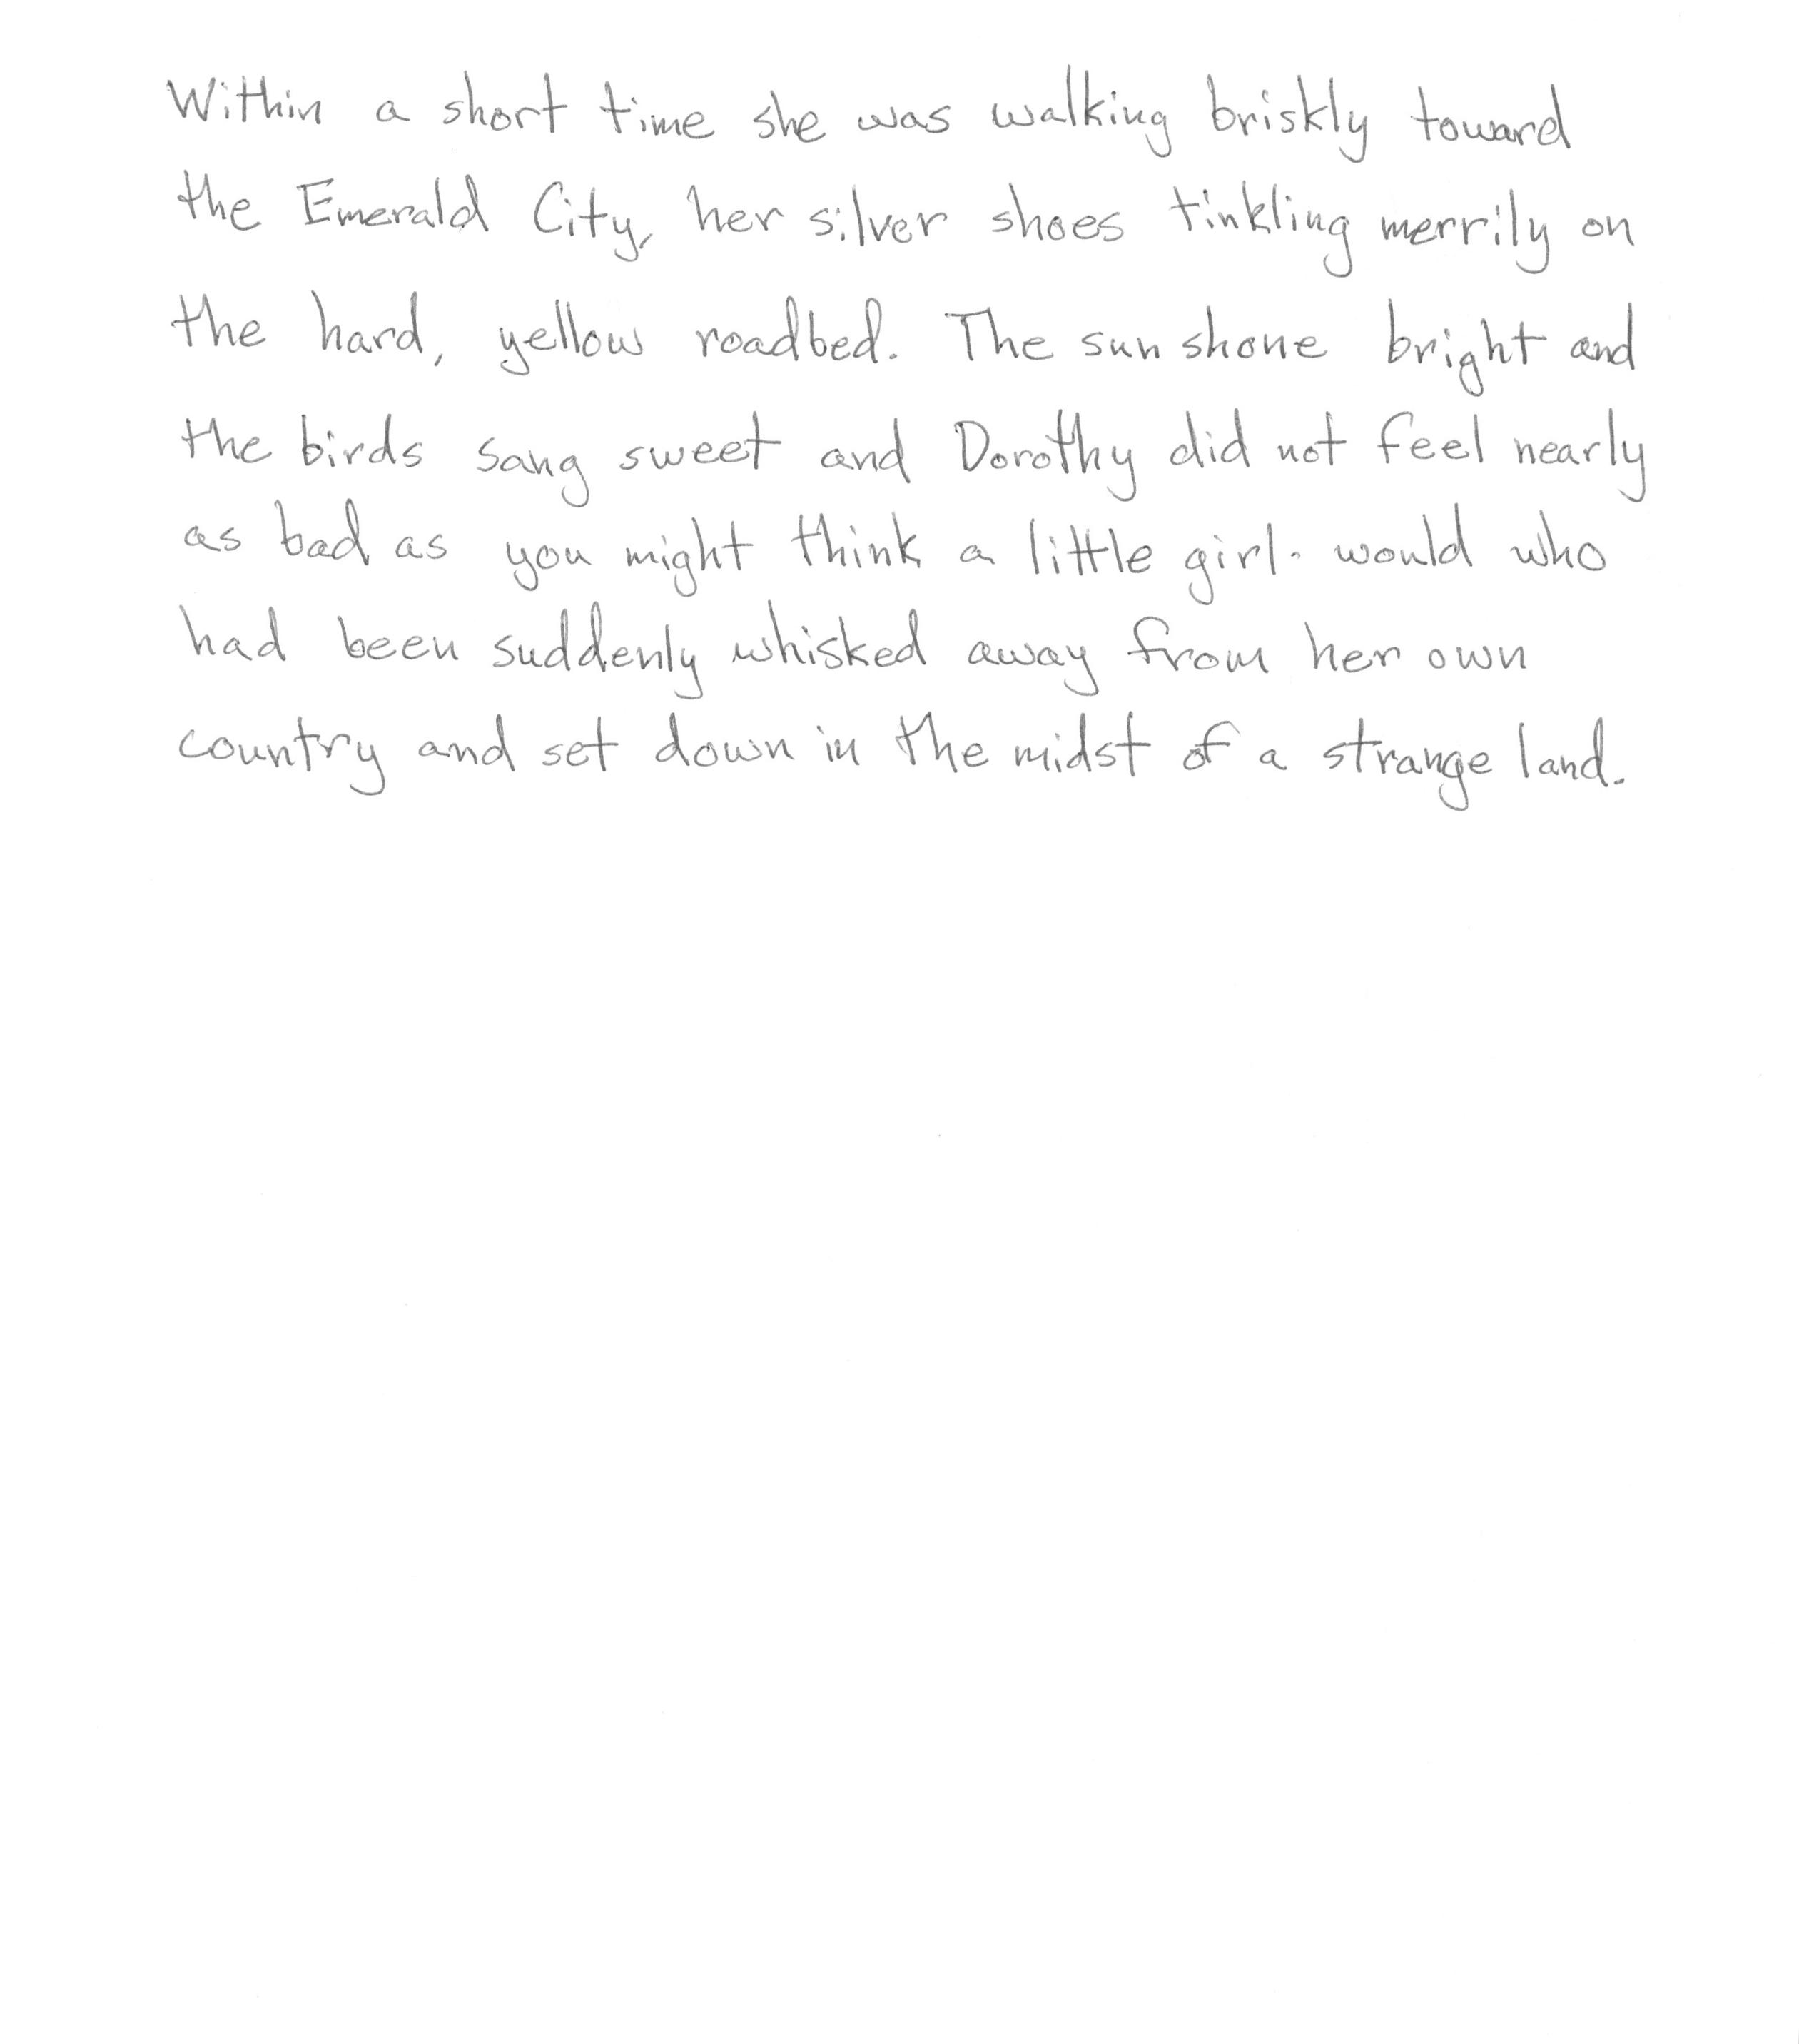 Within a short time she was walking briskly toward
the Emerald City, her silver shoes tinkling merrily on
the hard, yellow roadbed. The sun shone bright and
the birds sang sweet and Dorothy did not feel nearly
as bad as you might think a little girl would who
had been suddenly whisked away from her own
country and set down in the midst of a strange land.